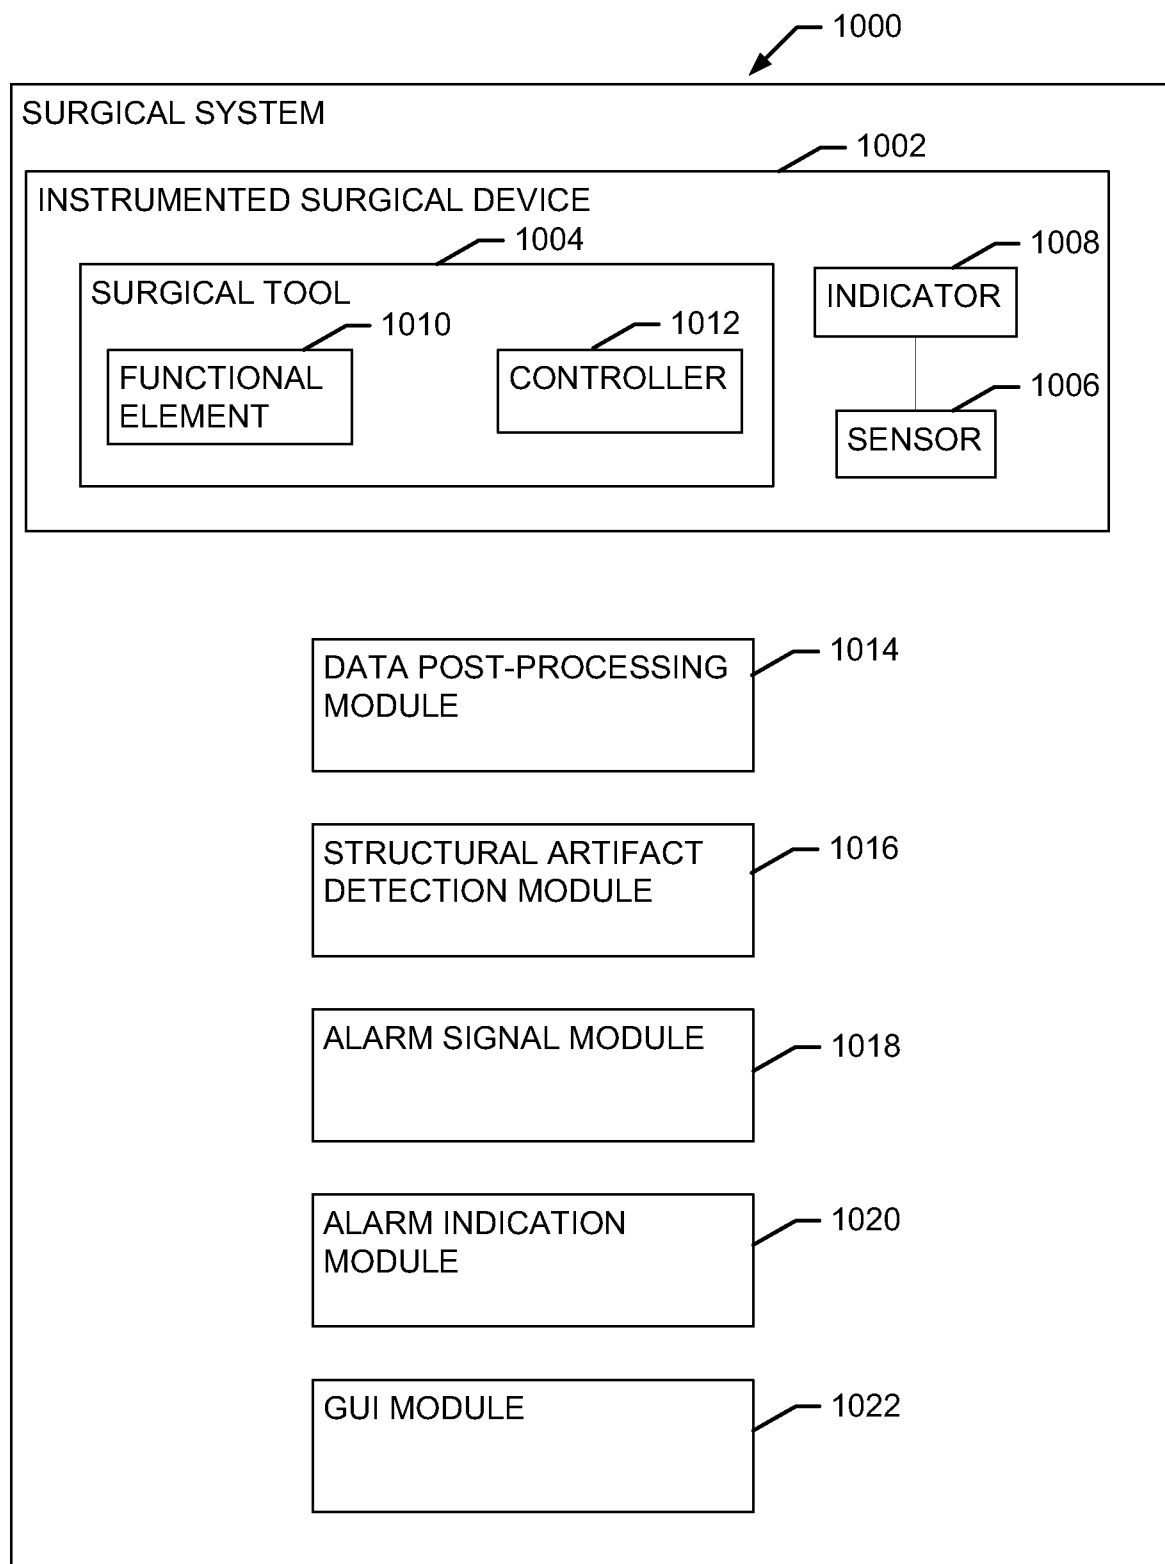 1000
SURGICAL SYSTEM
1002
INSTRUMENTED SURGICAL DEVICE
1004
1008
SURGICAL TOOL
INDICATOR
1010
1012
FUNCTIONAL
ELEMENT
CONTROLLER
1006
SENSOR
1014
DATA POST-PROCESSING
MODULE
1016
STRUCTURAL ARTIFACT
DETECTION MODULE
1018
ALARM SIGNAL MODULE
1020
ALARM INDICATION
MODULE
1022
GUI MODULE